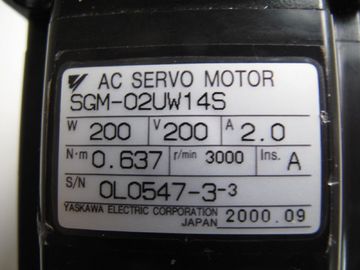 AC SERVO MOTOR
SGM-02UW14S
W 200 V 200 A 2.0
N·m 0.637 r/min 3000 Ins. A
S/N 0L0547-3-3
YASKAWA ELECTRIC CORPORATION
JAPAN 2000.09